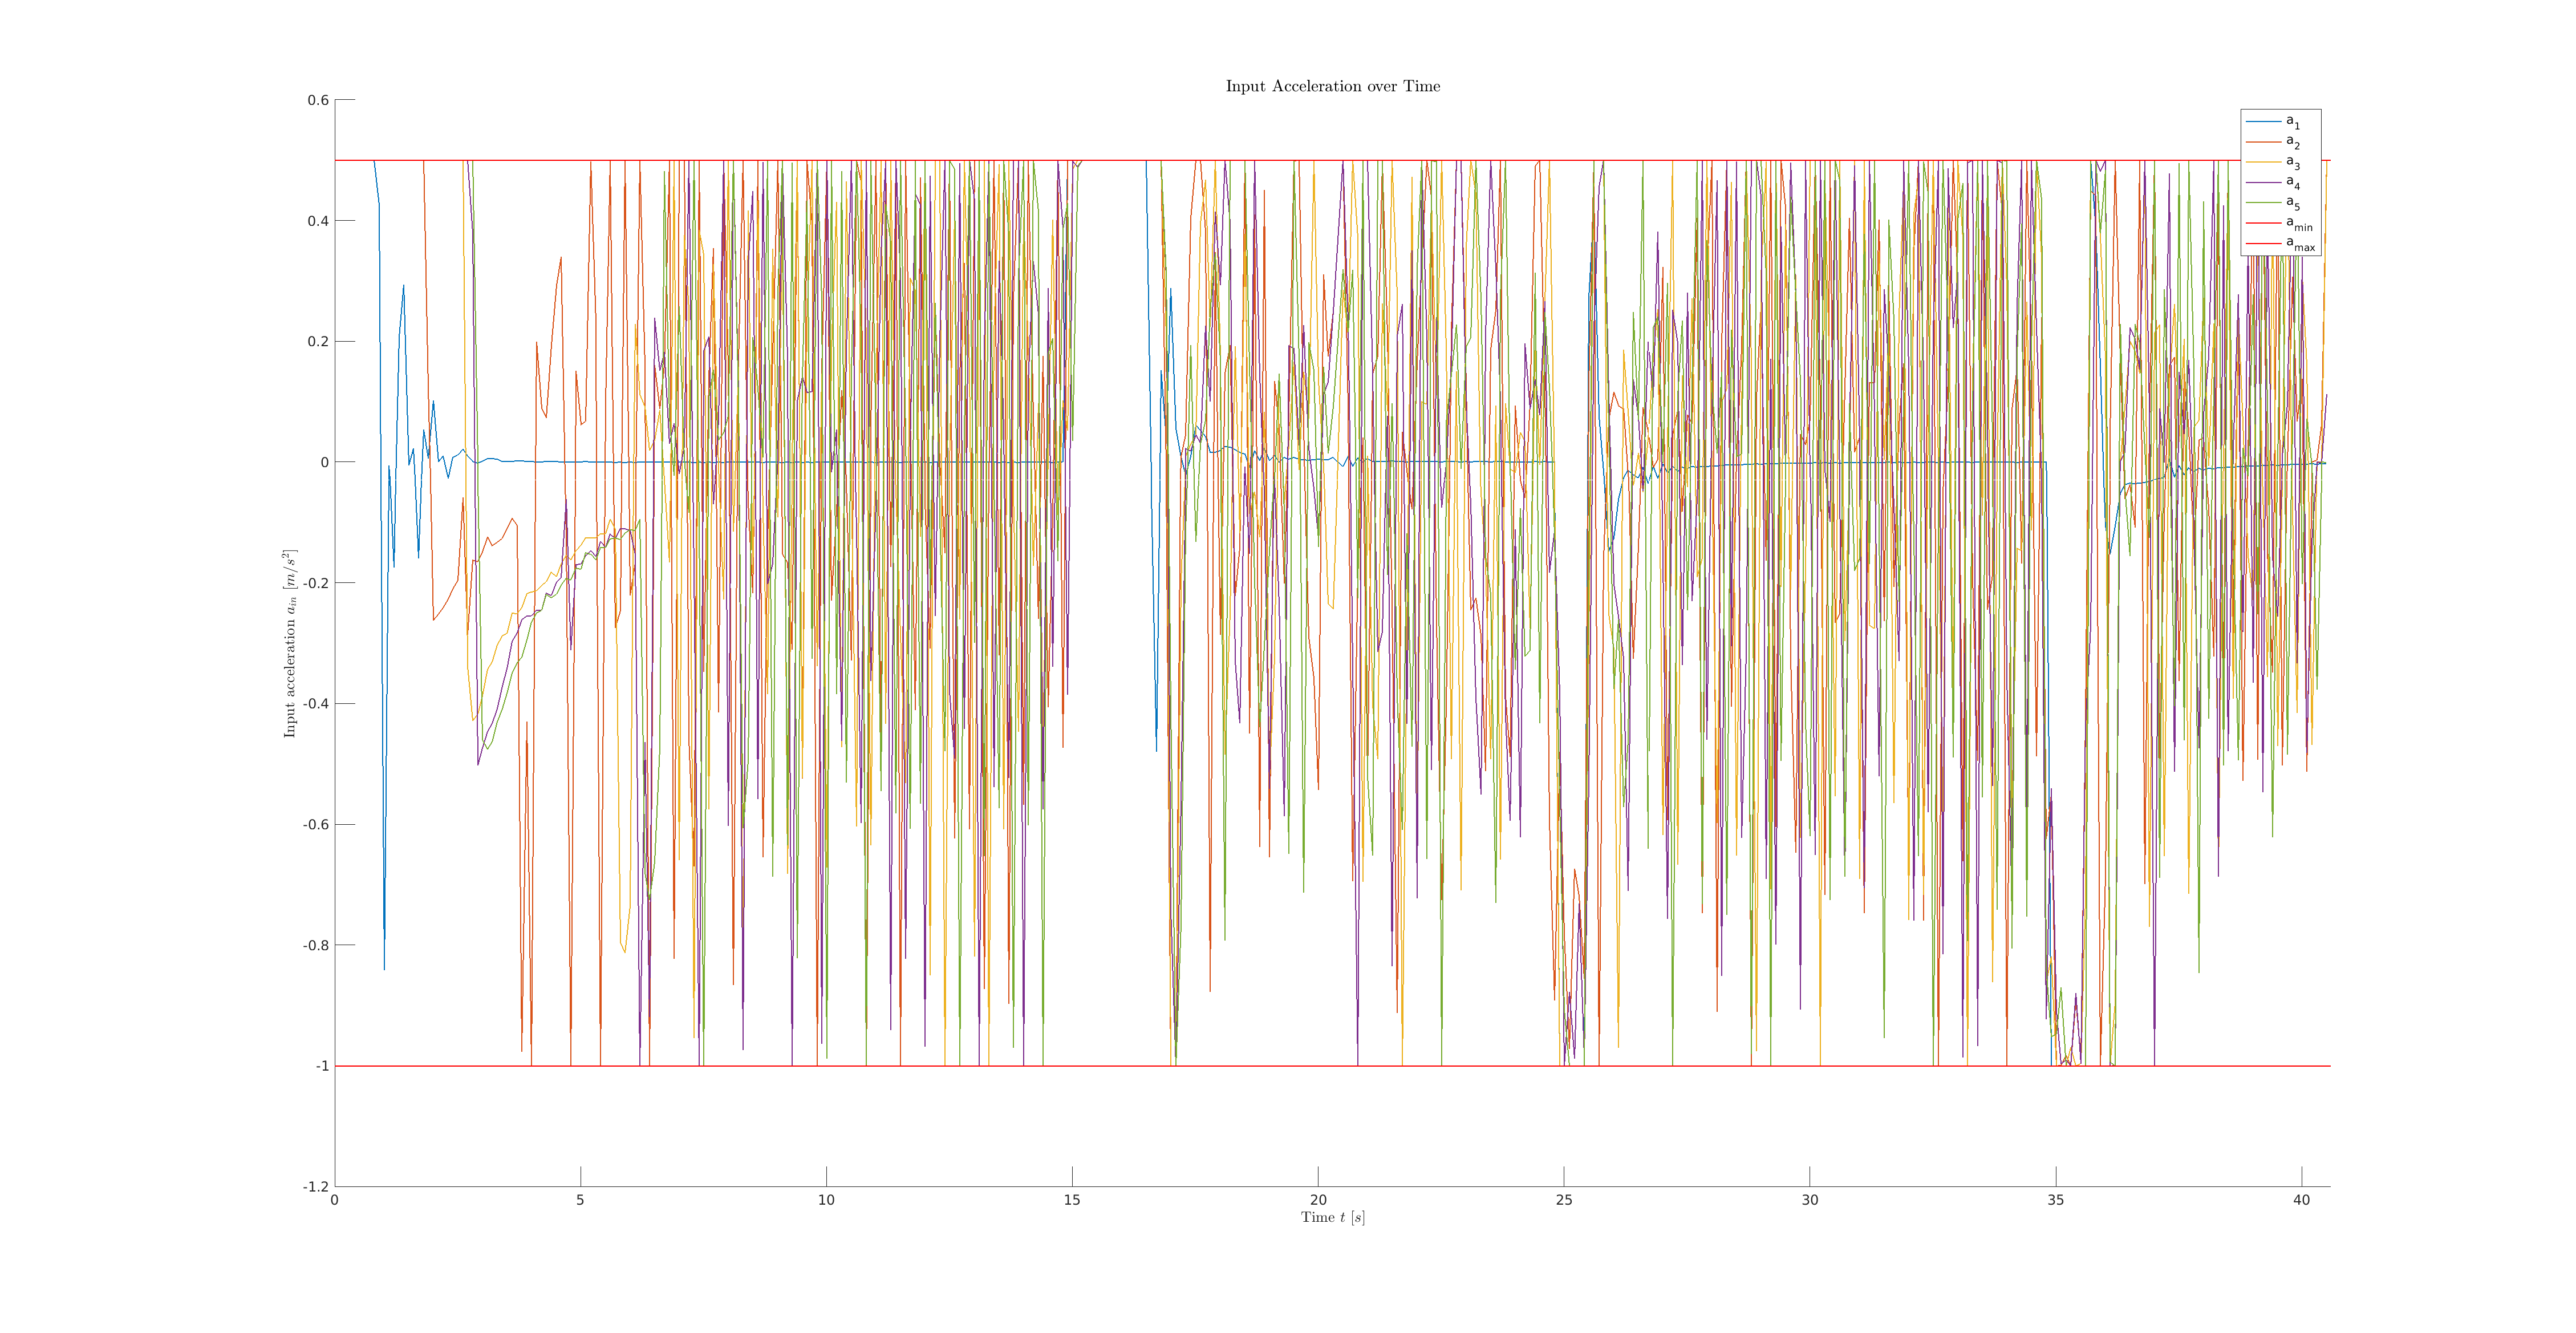 Input Acceleration over Time
0.6
0.4
0.2
0
-0.2
-0.4
-0.6
-0.8
-1
-1.2
Input acceleration a_in [m/s^2]
0 5 10 15 20 25 30 35 40
Time t [s]
a_1
a_2
a_3
a_4
a_5
a_min
a_max